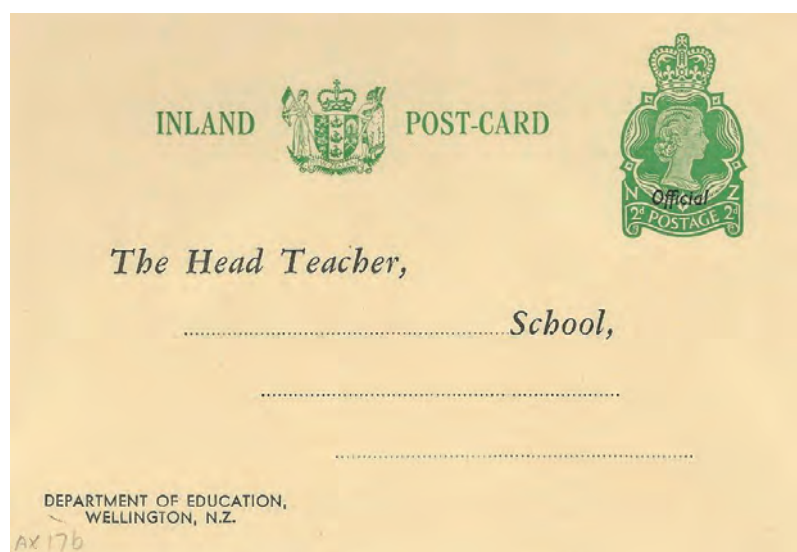 INLAND POST-CARD
N Official Z
2d POSTAGE 2d
The Head Teacher,
School,
DEPARTMENT OF EDUCATION,
WELLINGTON, N.Z.
AX 17b